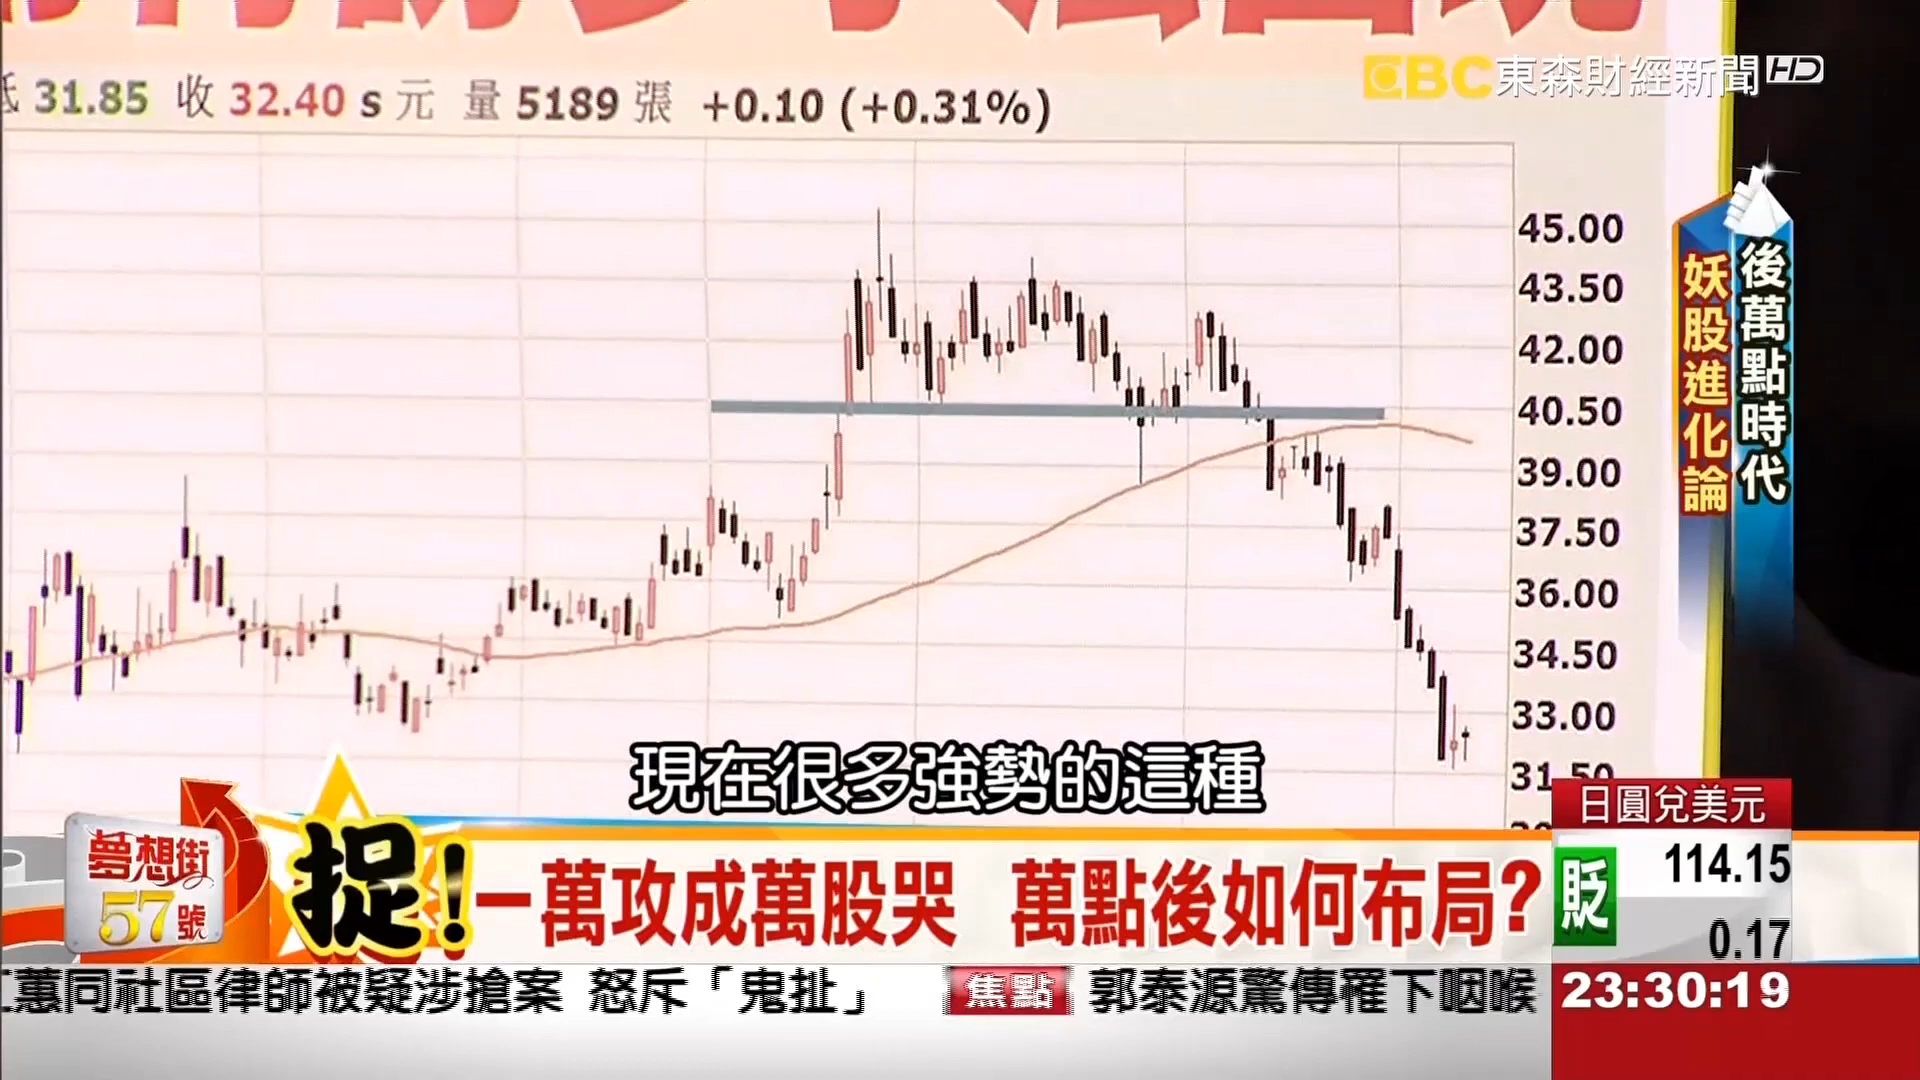 31.85 收 32.40 s 元 量 5189 張 +0.10 (+0.31%)
EBC 東森財經新聞 HD
45.00
43.50
42.00
40.50
39.00
37.50
36.00
34.50
33.00
31.50
後萬點時代
妖股進化論
現在很多強勢的這種
夢想街
57號
捉!一萬攻成萬股哭 萬點後如何布局?
日圓兌美元
114.15
貶
0.17
蕙同社區律師被疑涉搶案 怒斥「鬼扯」 焦點 郭泰源驚傳罹下咽喉
23:30:19